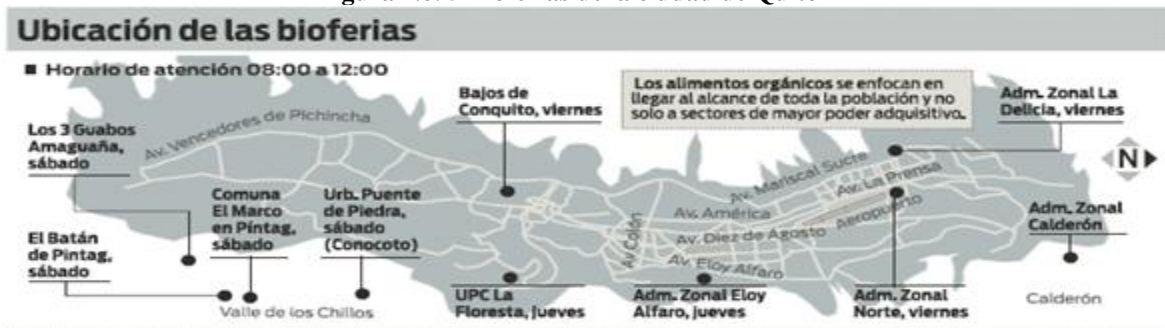 Ubicación de las bioferias
■ Horario de atención 08:00 a 12:00
Los alimentos orgánicos se enfocan en
llegar al alcance de toda la población y no
solo a sectores de mayor poder adquisitivo.
Los 3 Guabos
Amaguaña,
sábado
Av. Vencedores de Pichincha
Bajos de
Conquito, viernes
Adm. Zonal La
Delicia, viernes
N
Comuna
El Marco
en Píntag,
sábado
Urb. Puente
de Piedra,
sábado
(Conocoto)
Av. Mariscal Sucre
Av. La Prensa
Av. América
Aeropuerto
Av. Diez de Agosto
Av Colón
Av. Eloy Alfaro
Adm. Zonal
Calderón
El Batán
de Pintag,
sábado
Valle de los Chillos
UPC La
Floresta, jueves
Adm. Zonal Eloy
Alfaro, jueves
Adm. Zonal
Norte, viernes
Calderón